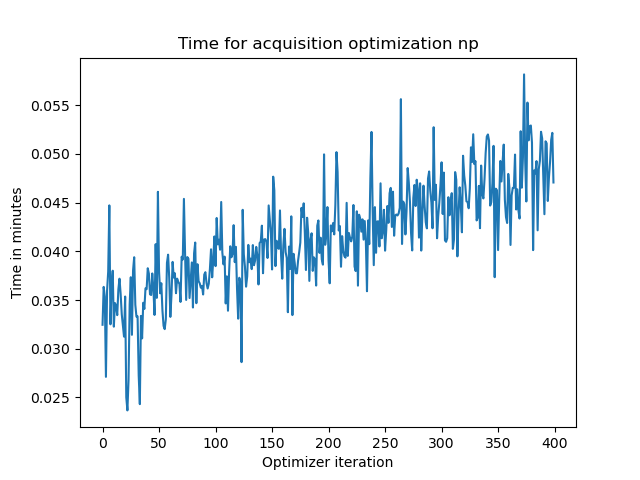 Time for acquisition optimization np
Time in minutes
0.055
0.050
0.045
0.040
0.035
0.030
0.025
0 50 100 150 200 250 300 350 400
Optimizer iteration